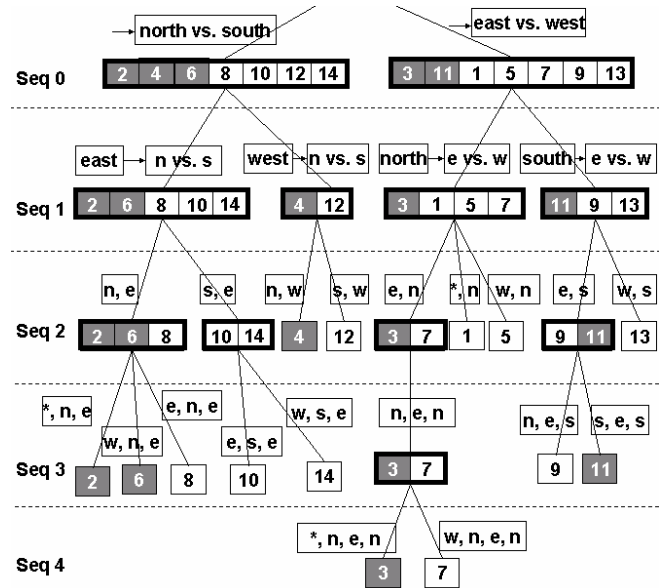 north vs. south east vs. west
Seq 0 2 4 6 8 10 12 14 3 11 1 5 7 9 13
east n vs. s west n vs. s north e vs. w south e vs. w
Seq 1 2 6 8 10 14 4 12 3 1 5 7 11 9 13
n, e s, e n, w s, w e, n *, n w, n e, s w, s
Seq 2 2 6 8 10 14 4 12 3 7 1 5 9 11 13
*, n, e w, n, e e, n, e e, s, e w, s, e n, e, n n, e, s s, e, s
Seq 3 2 6 8 10 14 3 7 9 11
*, n, e, n w, n, e, n
Seq 4 3 7